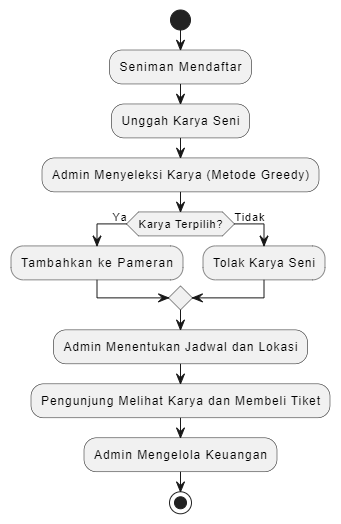 Seniman Mendaftar
Unggah Karya Seni
Admin Menyeleksi Karya (Metode Greedy)
Karya Terpilih?
Ya
Tidak
Tambahkan ke Pameran
Tolak Karya Seni
Admin Menentukan Jadwal dan Lokasi
Pengunjung Melihat Karya dan Membeli Tiket
Admin Mengelola Keuangan